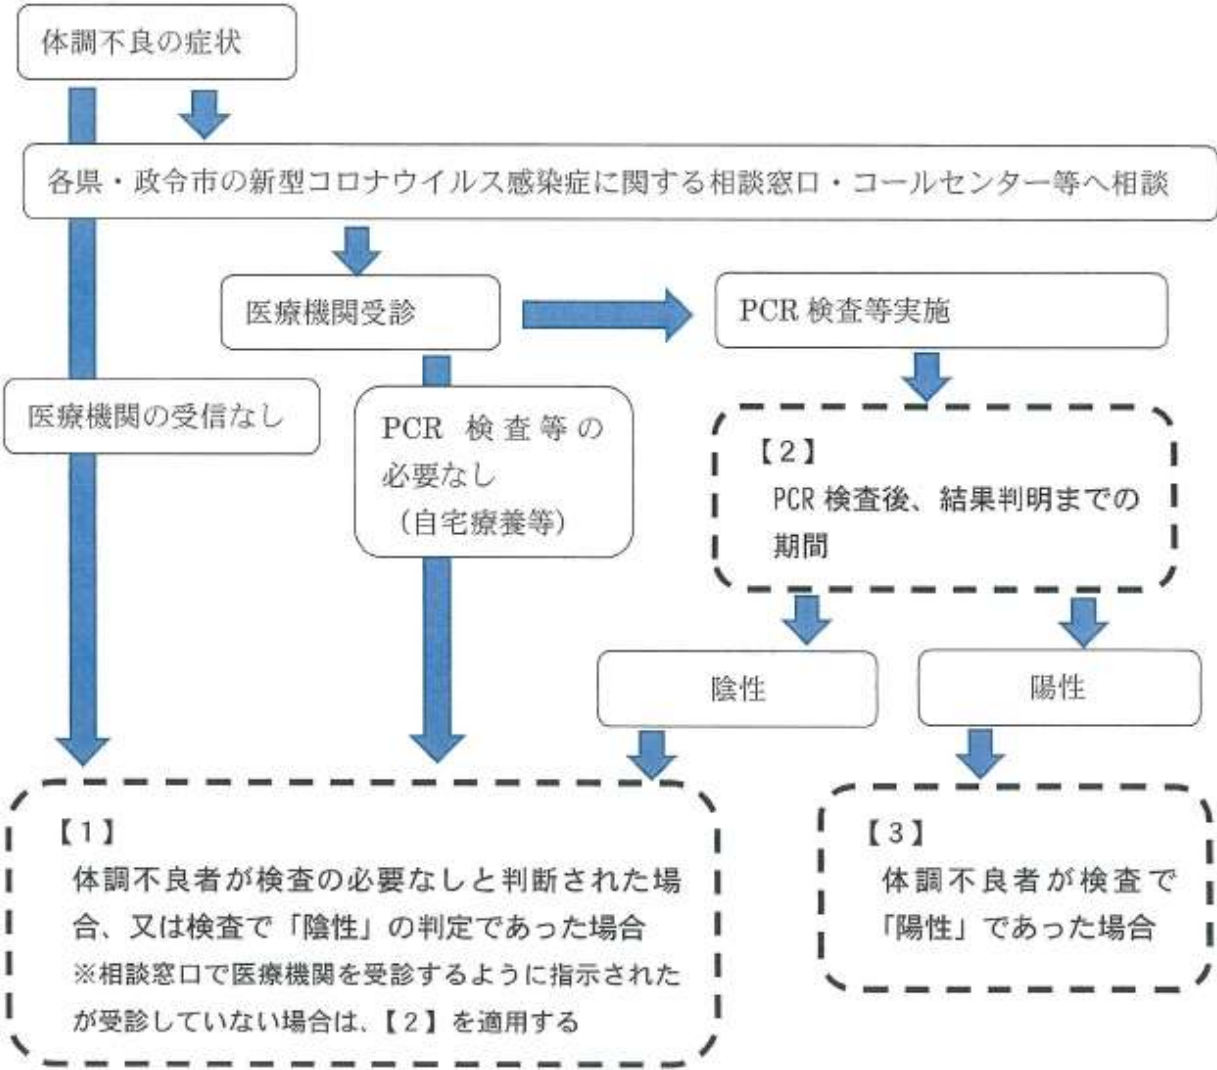 体調不良の症状
各県・政令市の新型コロナウイルス感染症に関する相談窓口・コールセンター等へ相談
医療機関受診
PCR 検査等実施
医療機関の受信なし
PCR 検査等の
必要なし
（自宅療養等）
【2】
PCR 検査後、結果判明までの
期間
陰性
陽性
【1】
体調不良者が検査の必要なしと判断された場
合、又は検査で「陰性」の判定であった場合
※相談窓口で医療機関を受診するように指示された
が受診していない場合は、【2】を適用する
【3】
体調不良者が検査で
「陽性」であった場合